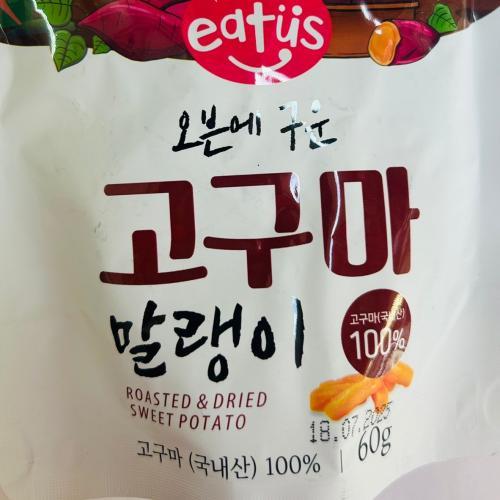 eatüs
오븐에 구운
고구마
말랭이
고구마(국내산)
100%
ROASTED & DRIED
SWEET POTATO
18.07.2025
고구마 (국내산) 100% | 60g